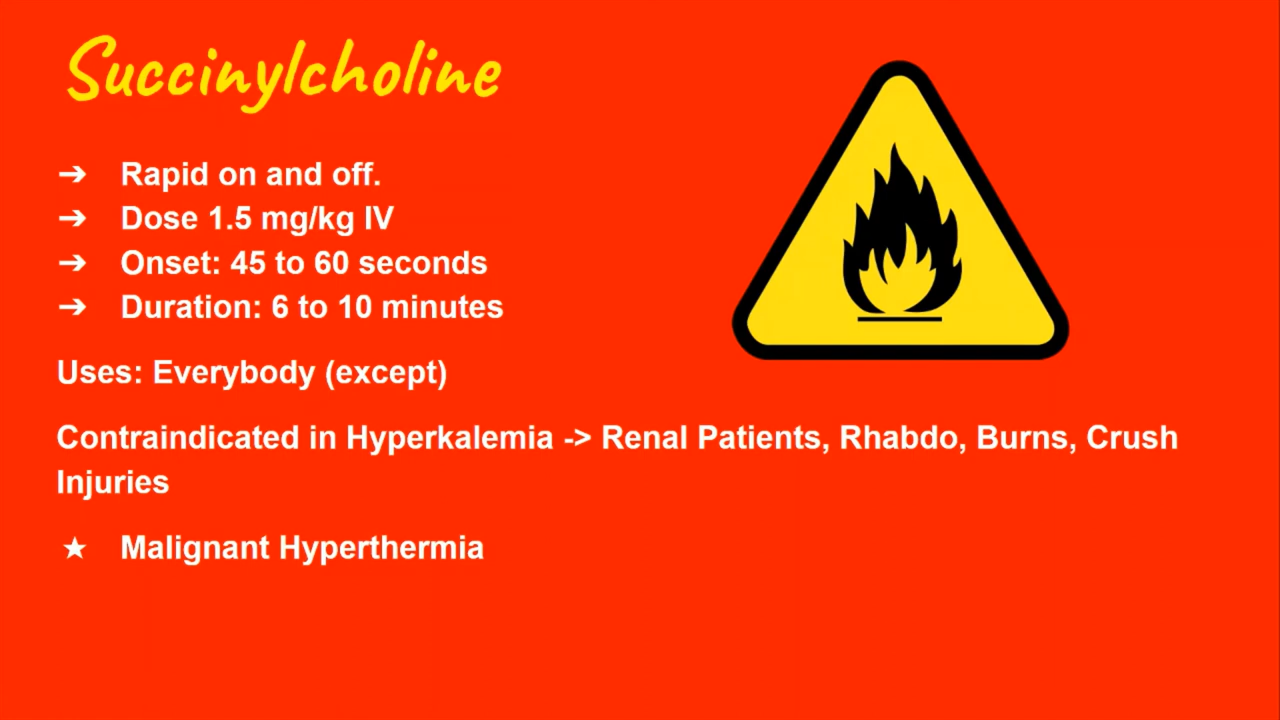 Succinylcholine
➔ Rapid on and off.
➔ Dose 1.5 mg/kg IV
➔ Onset: 45 to 60 seconds
➔ Duration: 6 to 10 minutes
Uses: Everybody (except)
Contraindicated in Hyperkalemia -> Renal Patients, Rhabdo, Burns, Crush
Injuries
★ Malignant Hyperthermia